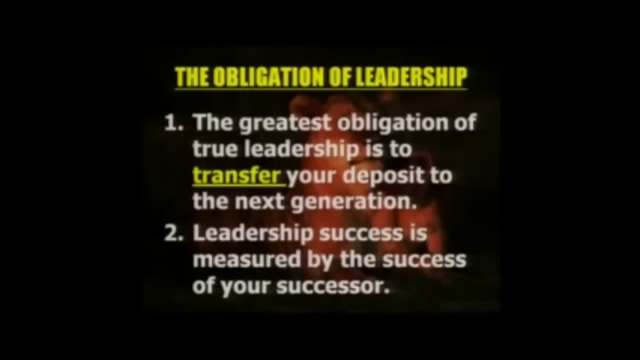 THE OBLIGATION OF LEADERSHIP
1. The greatest obligation of
true leadership is to
transfer your deposit to
the next generation.
2. Leadership success is
measured by the success
of your successor.